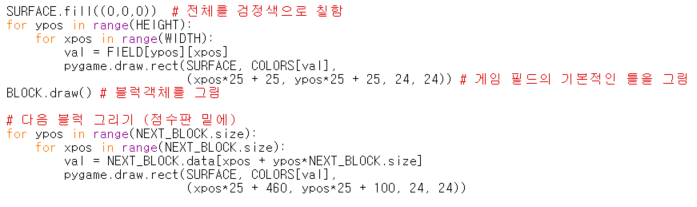 SURFACE.fill((0,0,0))  # 전체를 검정색으로 칠함
for ypos in range(HEIGHT):
    for xpos in range(WIDTH):
        val = FIELD[ypos][xpos]
        pygame.draw.rect(SURFACE, COLORS[val],
                         (xpos*25 + 25, ypos*25 + 25, 24, 24)) # 게임 필드의 기본적인 틀을 그림
BLOCK.draw() # 블럭객체를 그림

# 다음 블럭 그리기 (점수판 밑에)
for ypos in range(NEXT_BLOCK.size):
    for xpos in range(NEXT_BLOCK.size):
        val = NEXT_BLOCK.data[xpos + ypos*NEXT_BLOCK.size]
        pygame.draw.rect(SURFACE, COLORS[val],
                         (xpos*25 + 460, ypos*25 + 100, 24, 24))